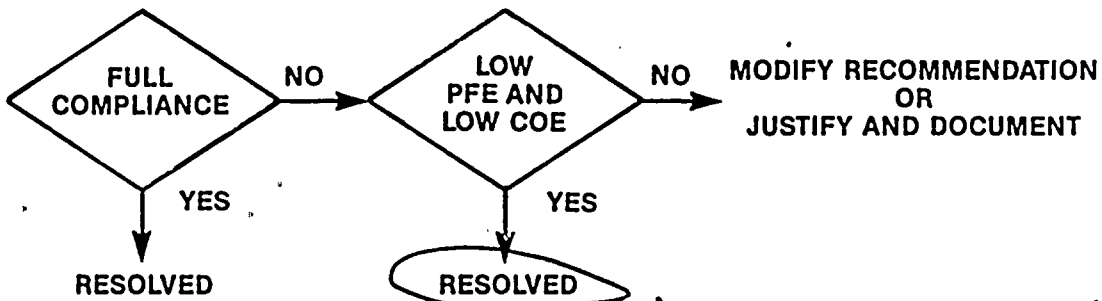 FULL
COMPLIANCE
NO
LOW
PFE AND
LOW COE
NO
MODIFY RECOMMENDATION
OR
JUSTIFY AND DOCUMENT
YES
YES
RESOLVED
RESOLVED